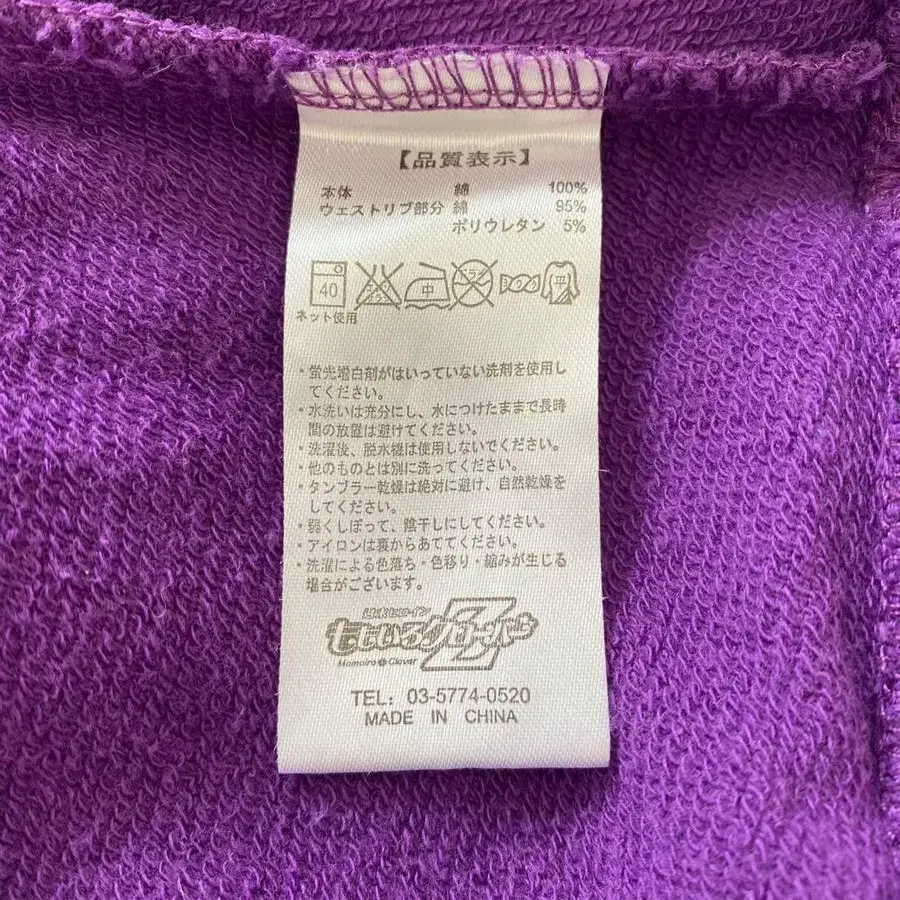 【品質表示】
本体 綿 100%
ウェストリブ部分 綿 95%
ポリウレタン 5%
40 中 平
ネット使用
・蛍光増白剤がはいっていない洗剤を使用し
てください。
・水洗いは充分にし、水につけたままで長時
間の放置は避けてください。
・洗濯後、脱水機は使用しないでください。
・他のものとは別に洗ってください。
・タンブラー乾燥は絶対に避け、自然乾燥を
してください。
・弱くしぼって、陰干しにしてください。
・アイロンは裏からあててください。
・洗濯による色落ち・色移り・縮みが生じる
場合がございます。
ももいろクローバーZ
Momoiro Clover
TEL: 03-5774-0520
MADE IN CHINA